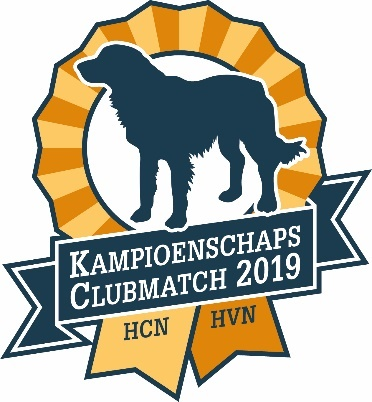 KAMPIOENSCHAPS
CLUBMATCH 2019
HCN HVN